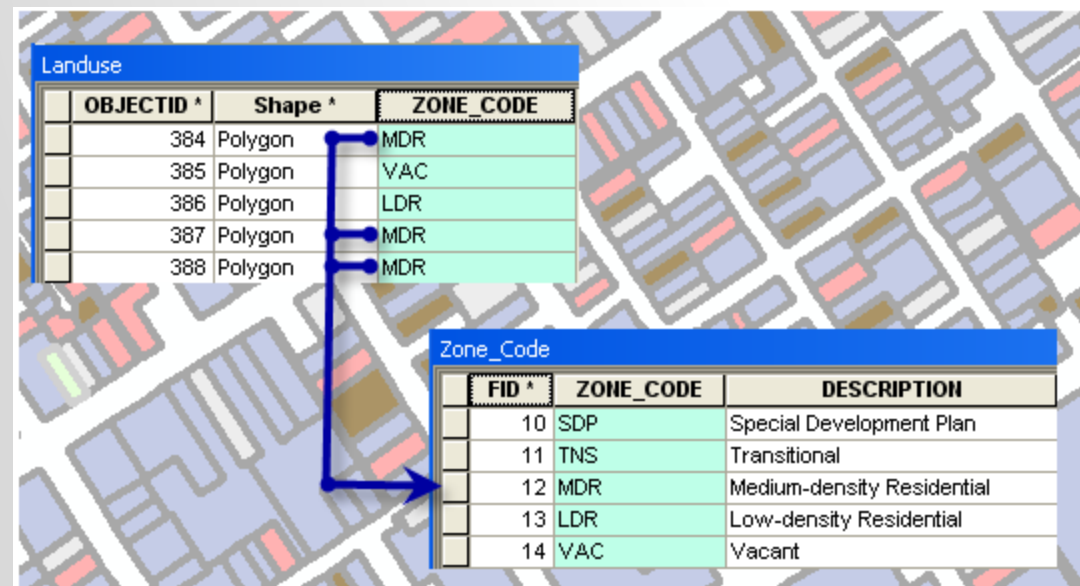 Landuse
OBJECTID * Shape * ZONE_CODE
384 Polygon MDR
385 Polygon VAC
386 Polygon LDR
387 Polygon MDR
388 Polygon MDR
Zone_Code
FID * ZONE_CODE DESCRIPTION
10 SDP Special Development Plan
11 TNS Transitional
12 MDR Medium-density Residential
13 LDR Low-density Residential
14 VAC Vacant